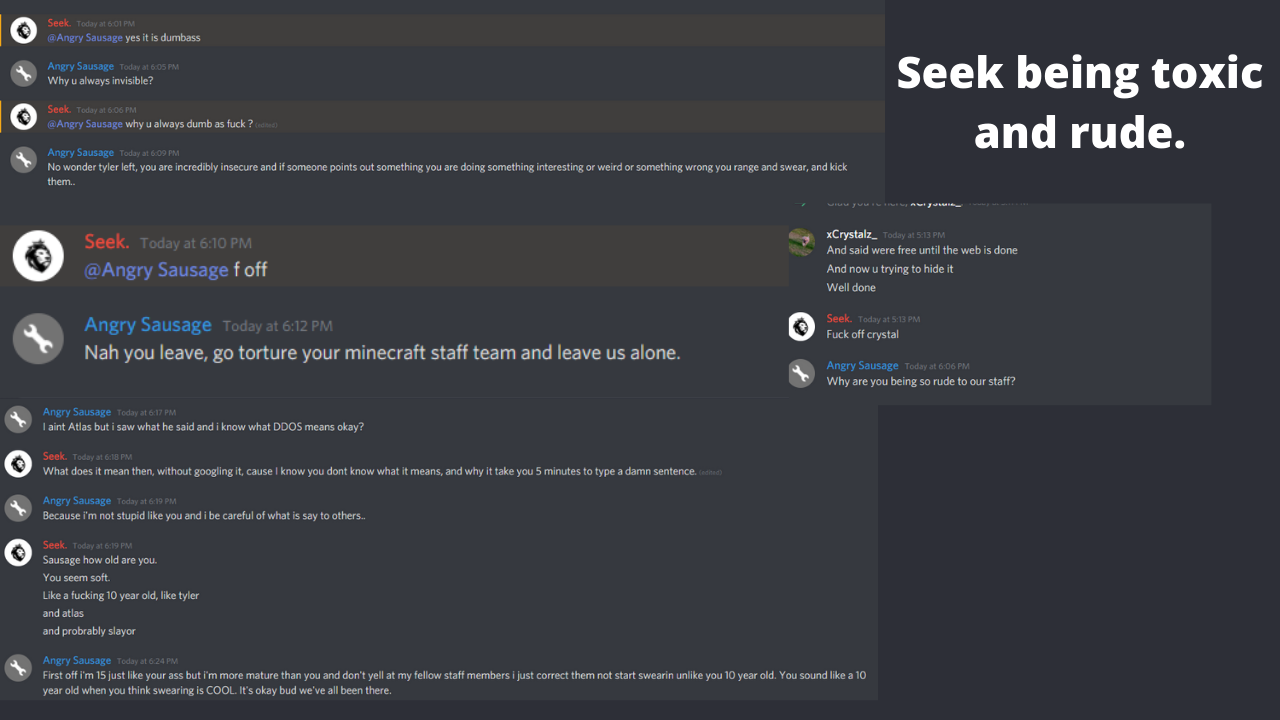 Seek. Today at 6:01 PM
@Angry Sausage yes it is dumbass
Angry Sausage Today at 6:05 PM
Why u always invisible?
Seek. Today at 6:06 PM
@Angry Sausage why u always dumb as fuck ? (edited)
Angry Sausage Today at 6:09 PM
No wonder tyler left, you are incredibly insecure and if someone points out something you are doing something interesting or weird or something wrong you range and swear, and kick
them..
Seek being toxic
and rude.
Seek. Today at 6:10 PM
@Angry Sausage f off
Angry Sausage Today at 6:12 PM
Nah you leave, go torture your minecraft staff team and leave us alone.
xCrystalz_
xCrystalz_ Today at 5:13 PM
And said were free until the web is done
And now u trying to hide it
Well done
Seek. Today at 5:13 PM
Fuck off crystal
Angry Sausage Today at 6:06 PM
Why are you being so rude to our staff?
Angry Sausage Today at 6:17 PM
I aint Atlas but i saw what he said and i know what DDOS means okay?
Seek. Today at 6:18 PM
What does it mean then, without googling it, cause I know you dont know what it means, and why it take you 5 minutes to type a damn sentence. (edited)
Angry Sausage Today at 6:19 PM
Because i'm not stupid like you and i be careful of what is say to others..
Seek. Today at 6:19 PM
Sausage how old are you.
You seem soft.
Like a fucking 10 year old, like tyler
and atlas
and probrably slayor
Angry Sausage Today at 6:24 PM
First off i'm 15 just like your ass but i'm more mature than you and don't yell at my fellow staff members i just correct them not start swearin unlike you 10 year old. You sound like a 10
year old when you think swearing is COOL. It's okay bud we've all been there.